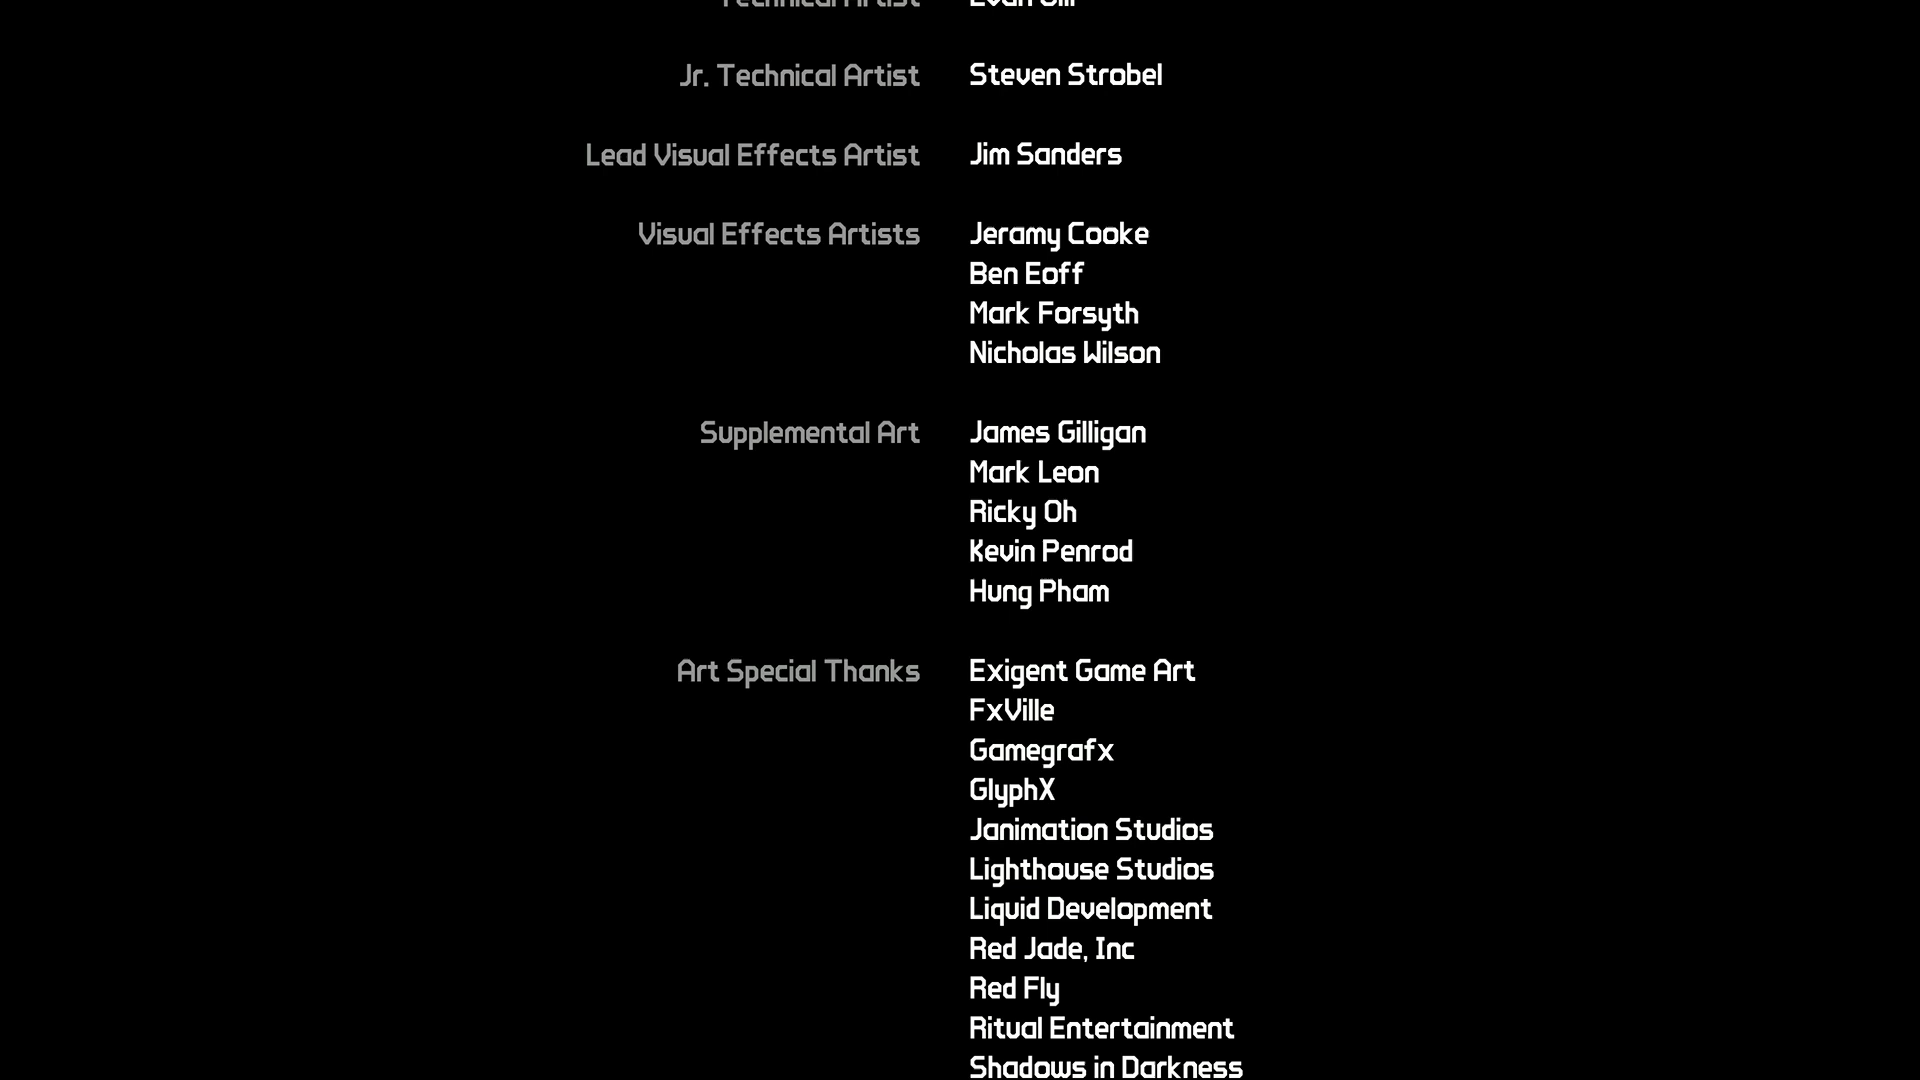 Technical Artist
Jr. Technical Artist Steven Strobel
Lead Visual Effects Artist Jim Sanders
Visual Effects Artists Jeramy Cooke
Ben Eoff
Mark Forsyth
Nicholas Wilson
Supplemental Art James Gilligan
Mark Leon
Ricky Oh
Kevin Penrod
Hung Pham
Art Special Thanks Exigent Game Art
FxVille
Gamegrafx
GlyphX
Janimation Studios
Lighthouse Studios
Liquid Development
Red Jade, Inc
Red Fly
Ritual Entertainment
Shadows in Darkness